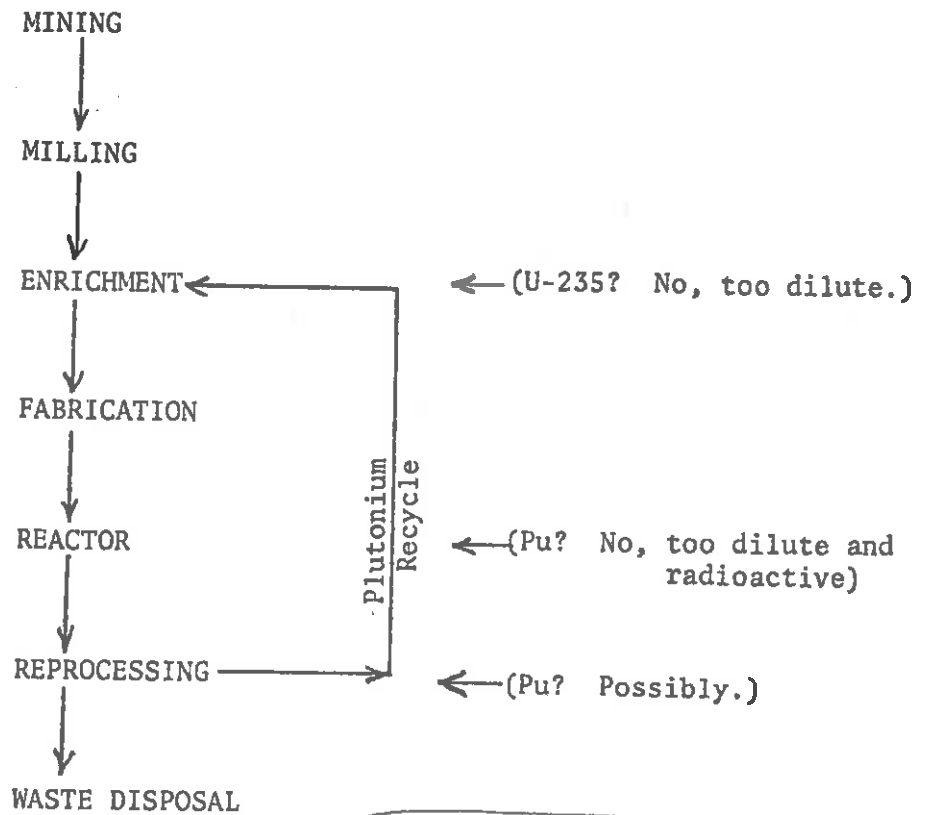 MINING
MILLING
ENRICHMENT
(U-235? No, too dilute.)
FABRICATION
Plutonium
Recycle
REACTOR
(Pu? No, too dilute and
radioactive)
REPROCESSING
(Pu? Possibly.)
WASTE DISPOSAL